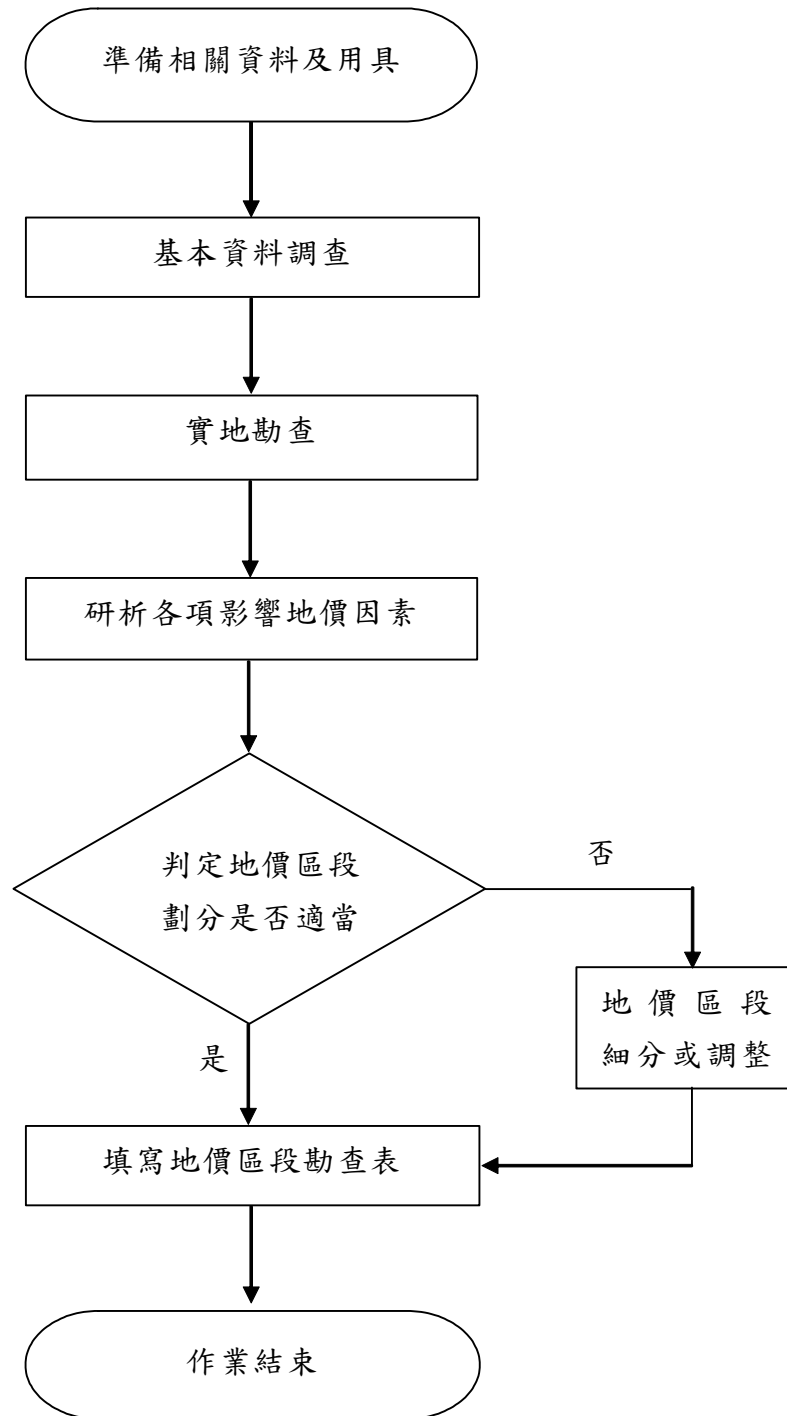 準備相關資料及用具
基本資料調查
實地勘查
研析各項影響地價因素
判定地價區段
劃分是否適當
否
地價區段
細分或調整
是
填寫地價區段勘查表
作業結束